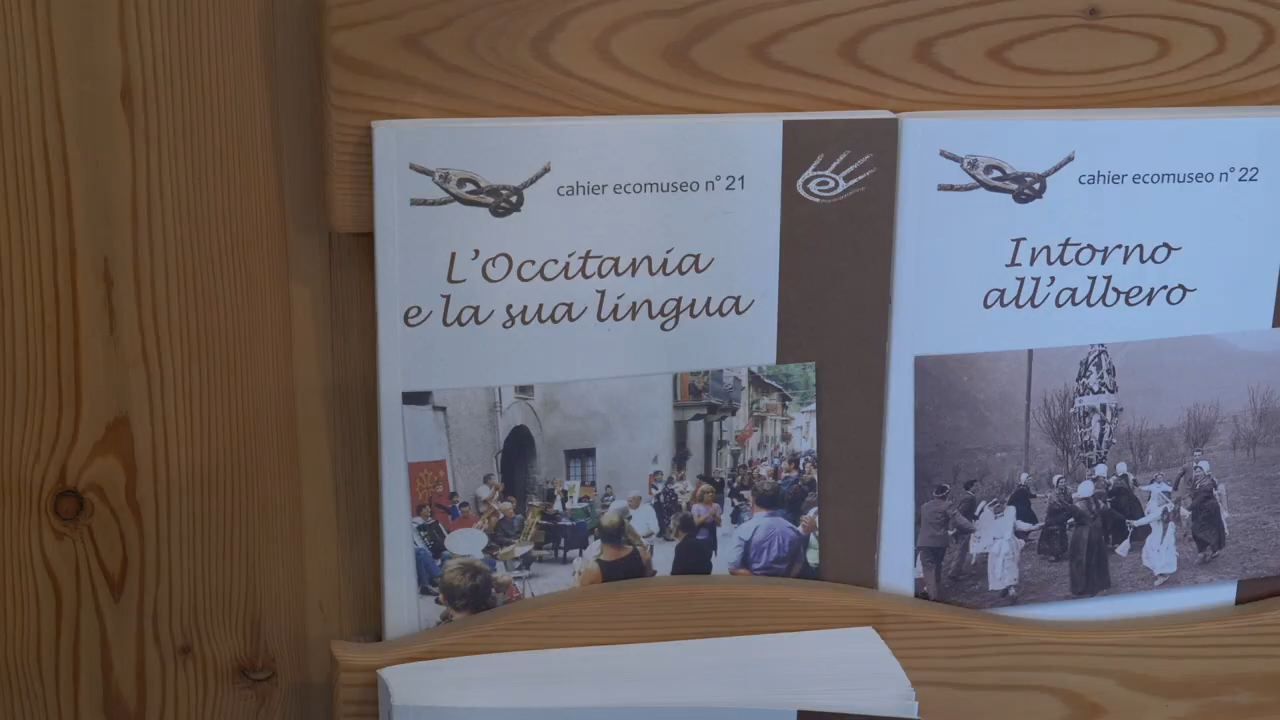 cahier ecomuseo n° 21
L'Occitania
e la sua lingua
cahier ecomuseo n° 22
Intorno
all'albero